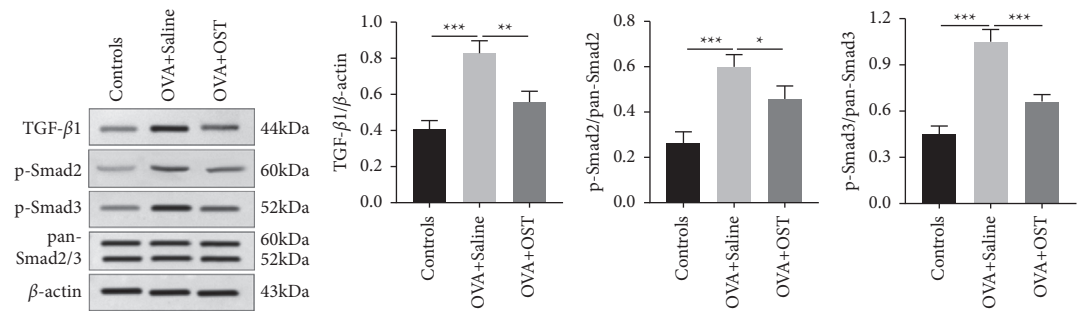 Controls
OVA+Saline
OVA+OST
TGF-β1
44kDa
p-Smad2
60kDa
p-Smad3
52kDa
pan-
Smad2/3
60kDa
52kDa
β-actin
43kDa
TGF-β1/β-actin
1.0
0.8
0.6
0.4
0.2
0.0
***
**
Controls
OVA+Saline
OVA+OST
p-Smad2/pan-Smad2
0.8
0.6
0.4
0.2
0.0
***
*
Controls
OVA+Saline
OVA+OST
p-Smad3/pan-Smad3
1.2
0.9
0.6
0.3
0.0
***
***
Controls
OVA+Saline
OVA+OST